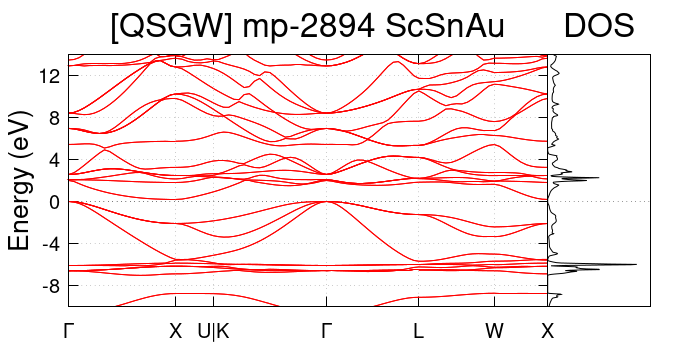 [QSGW] mp-2894 ScSnAu DOS
Energy (eV)
12
8
4
0
-4
-8
Γ X U|K Γ L W X